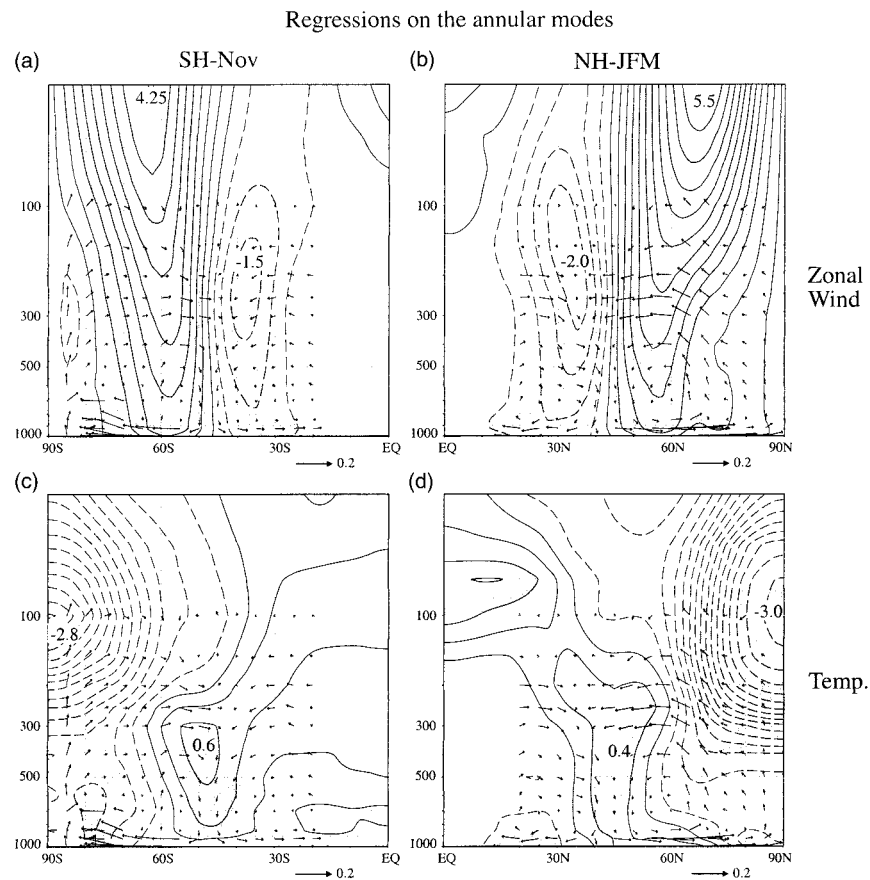 Regressions on the annular modes
(a) SH-Nov
(b) NH-JFM
4.25
-1.5
100
300
500
1000
90S 60S 30S EQ
0.2
5.5
-2.0
100
300
500
1000
EQ 30N 60N 90N
0.2
Zonal
Wind
(c)
-2.8
0.6
100
300
500
1000
90S 60S 30S EQ
0.2
(d)
-3.0
0.4
100
300
500
1000
EQ 30N 60N 90N
0.2
Temp.